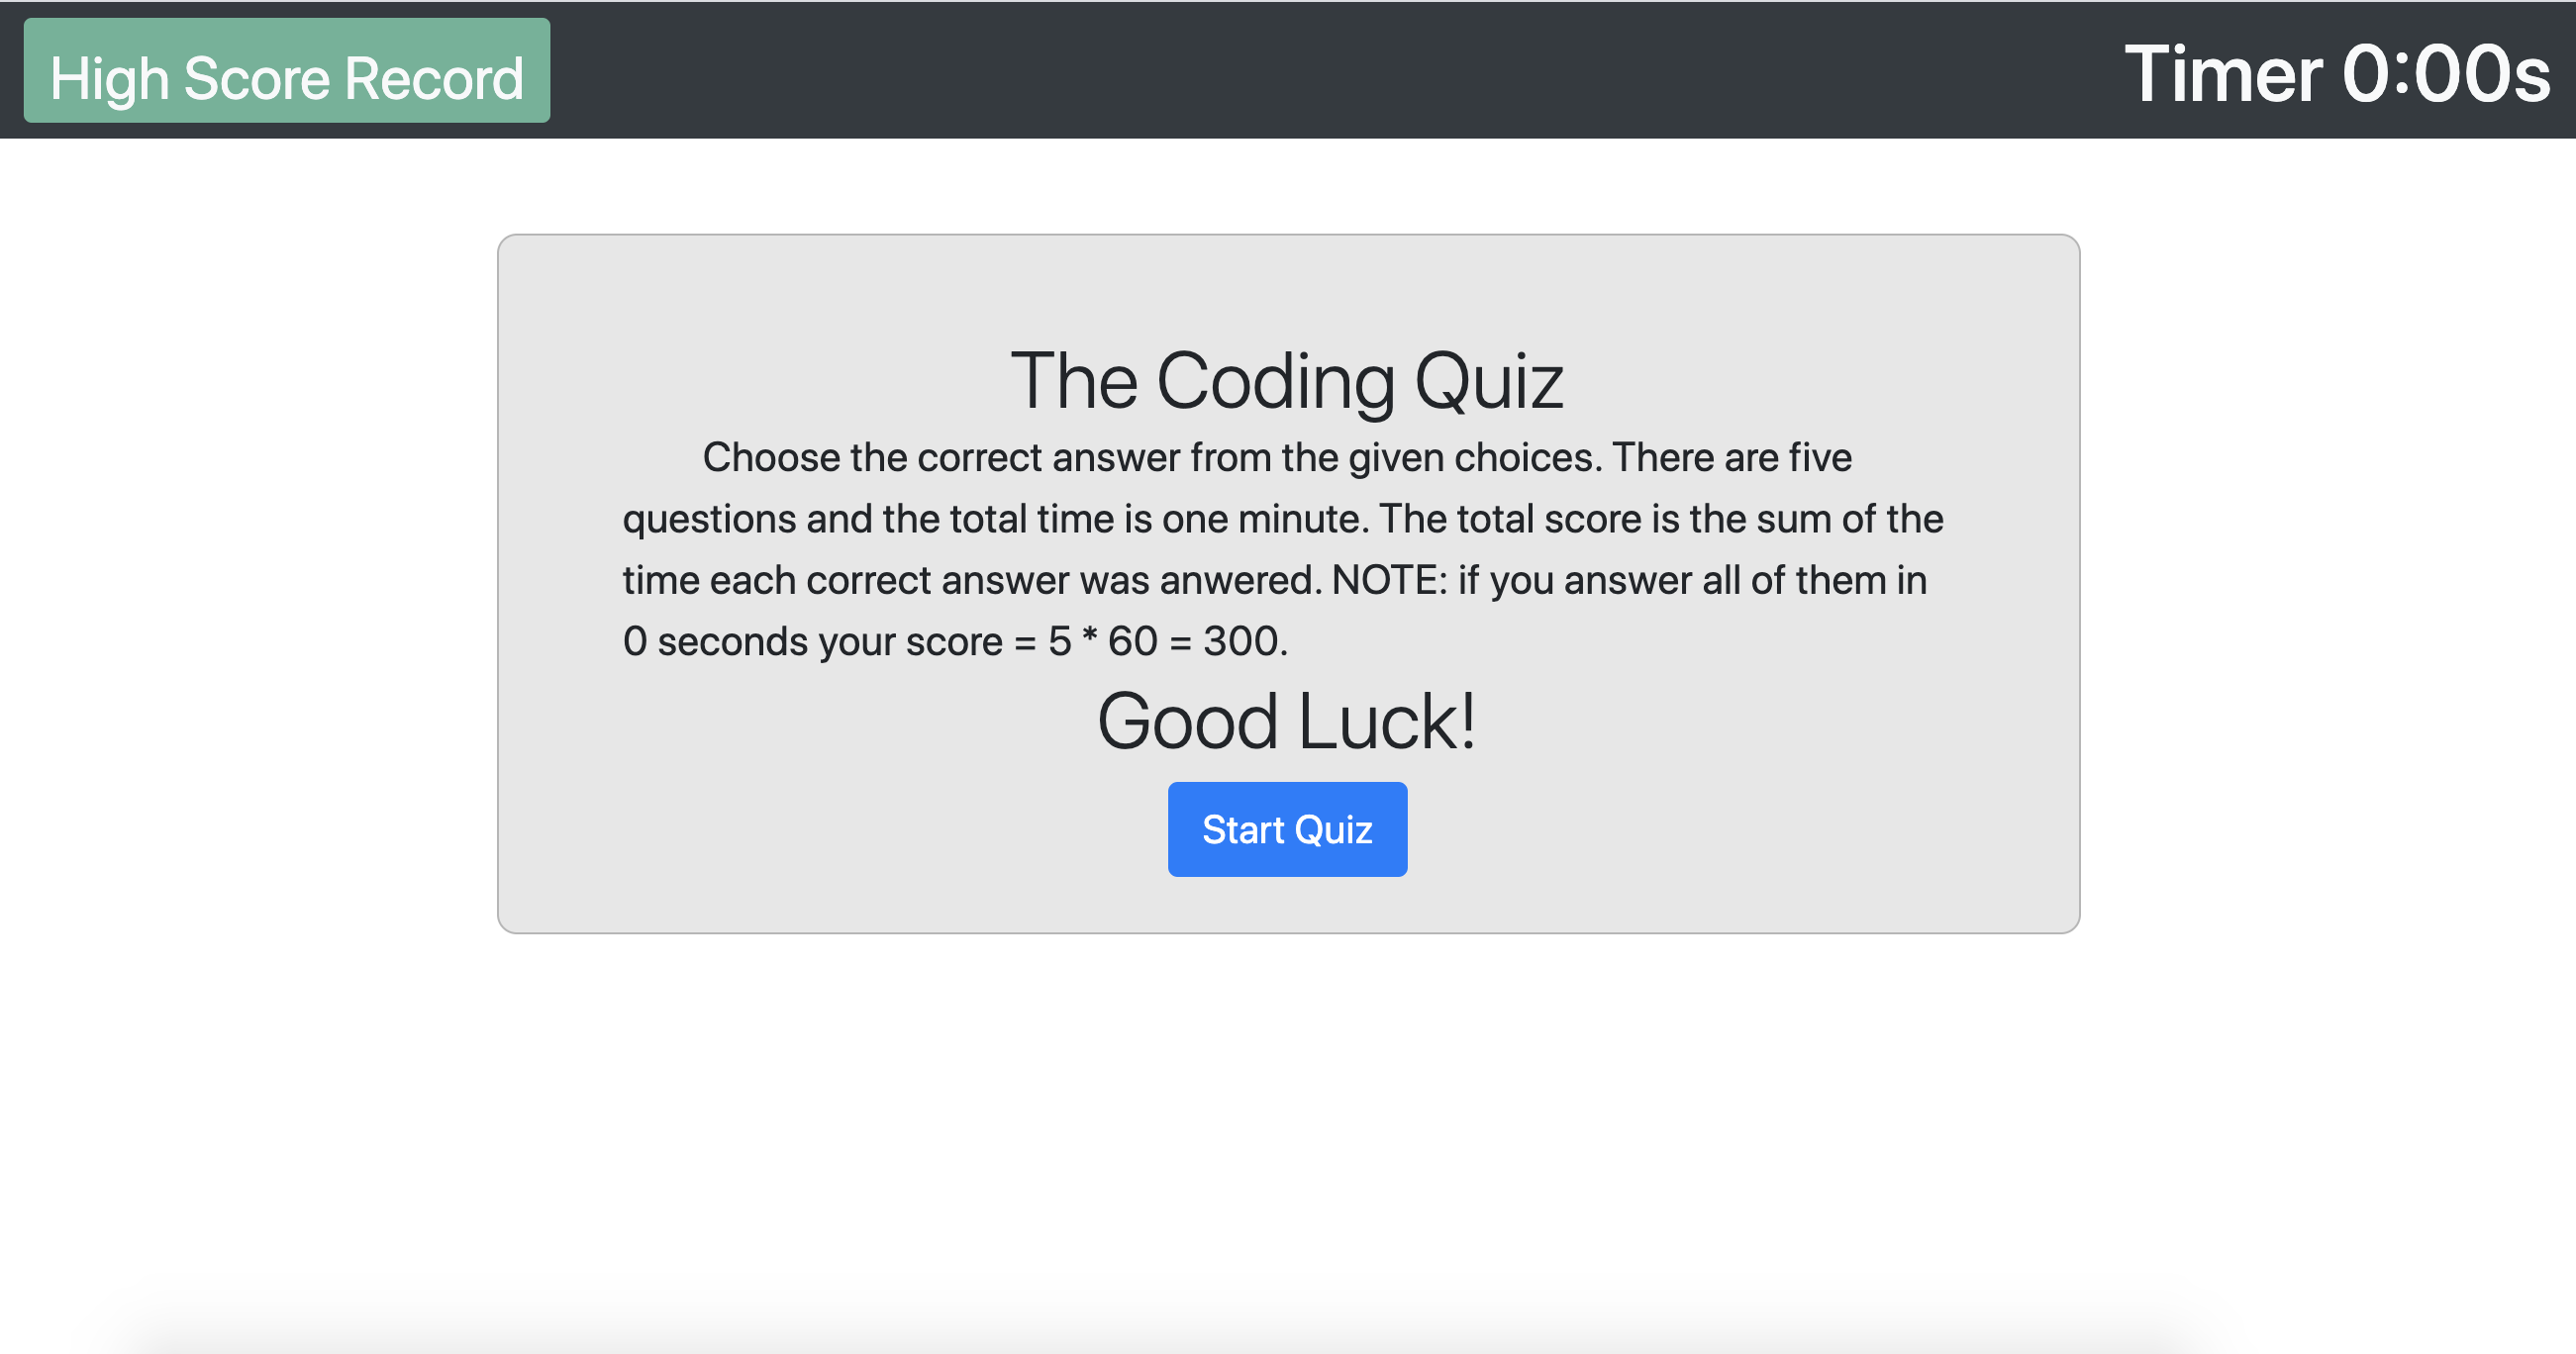 High Score Record
Timer 0:00s
The Coding Quiz
Choose the correct answer from the given choices. There are five
questions and the total time is one minute. The total score is the sum of the
time each correct answer was anwered. NOTE: if you answer all of them in
0 seconds your score = 5 * 60 = 300.
Good Luck!
Start Quiz